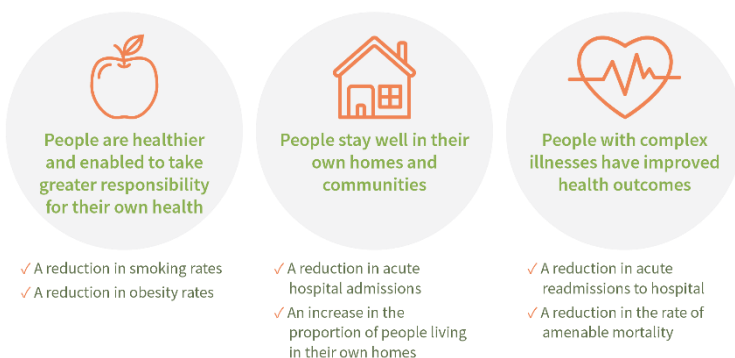 People are healthier
and enabled to take
greater responsibility
for their own health
✓ A reduction in smoking rates
✓ A reduction in obesity rates
People stay well in their
own homes and
communities
✓ A reduction in acute
hospital admissions
✓ An increase in the
proportion of people living
in their own homes
People with complex
illnesses have improved
health outcomes
✓ A reduction in acute
readmissions to hospital
✓ A reduction in the rate of
amenable mortality